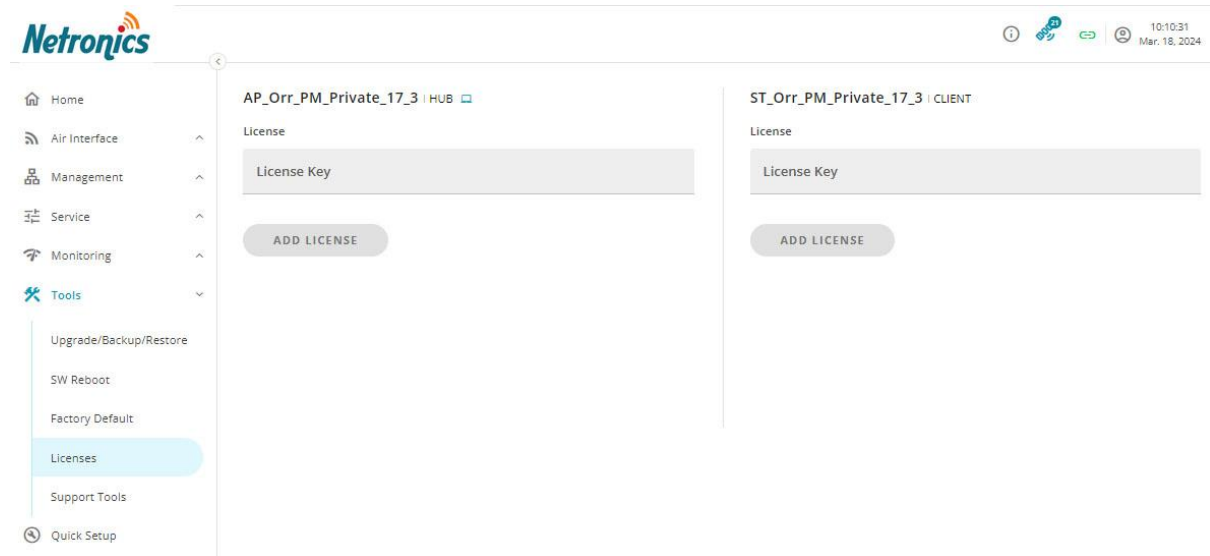 Netronics
21
10:10:31
Mar. 18, 2024
Home
Air Interface
Management
Service
Monitoring
Tools
Upgrade/Backup/Restore
SW Reboot
Factory Default
Licenses
Support Tools
Quick Setup
AP_Orr_PM_Private_17_3 | HUB
License
License Key
ADD LICENSE
ST_Orr_PM_Private_17_3 | CLIENT
License
License Key
ADD LICENSE